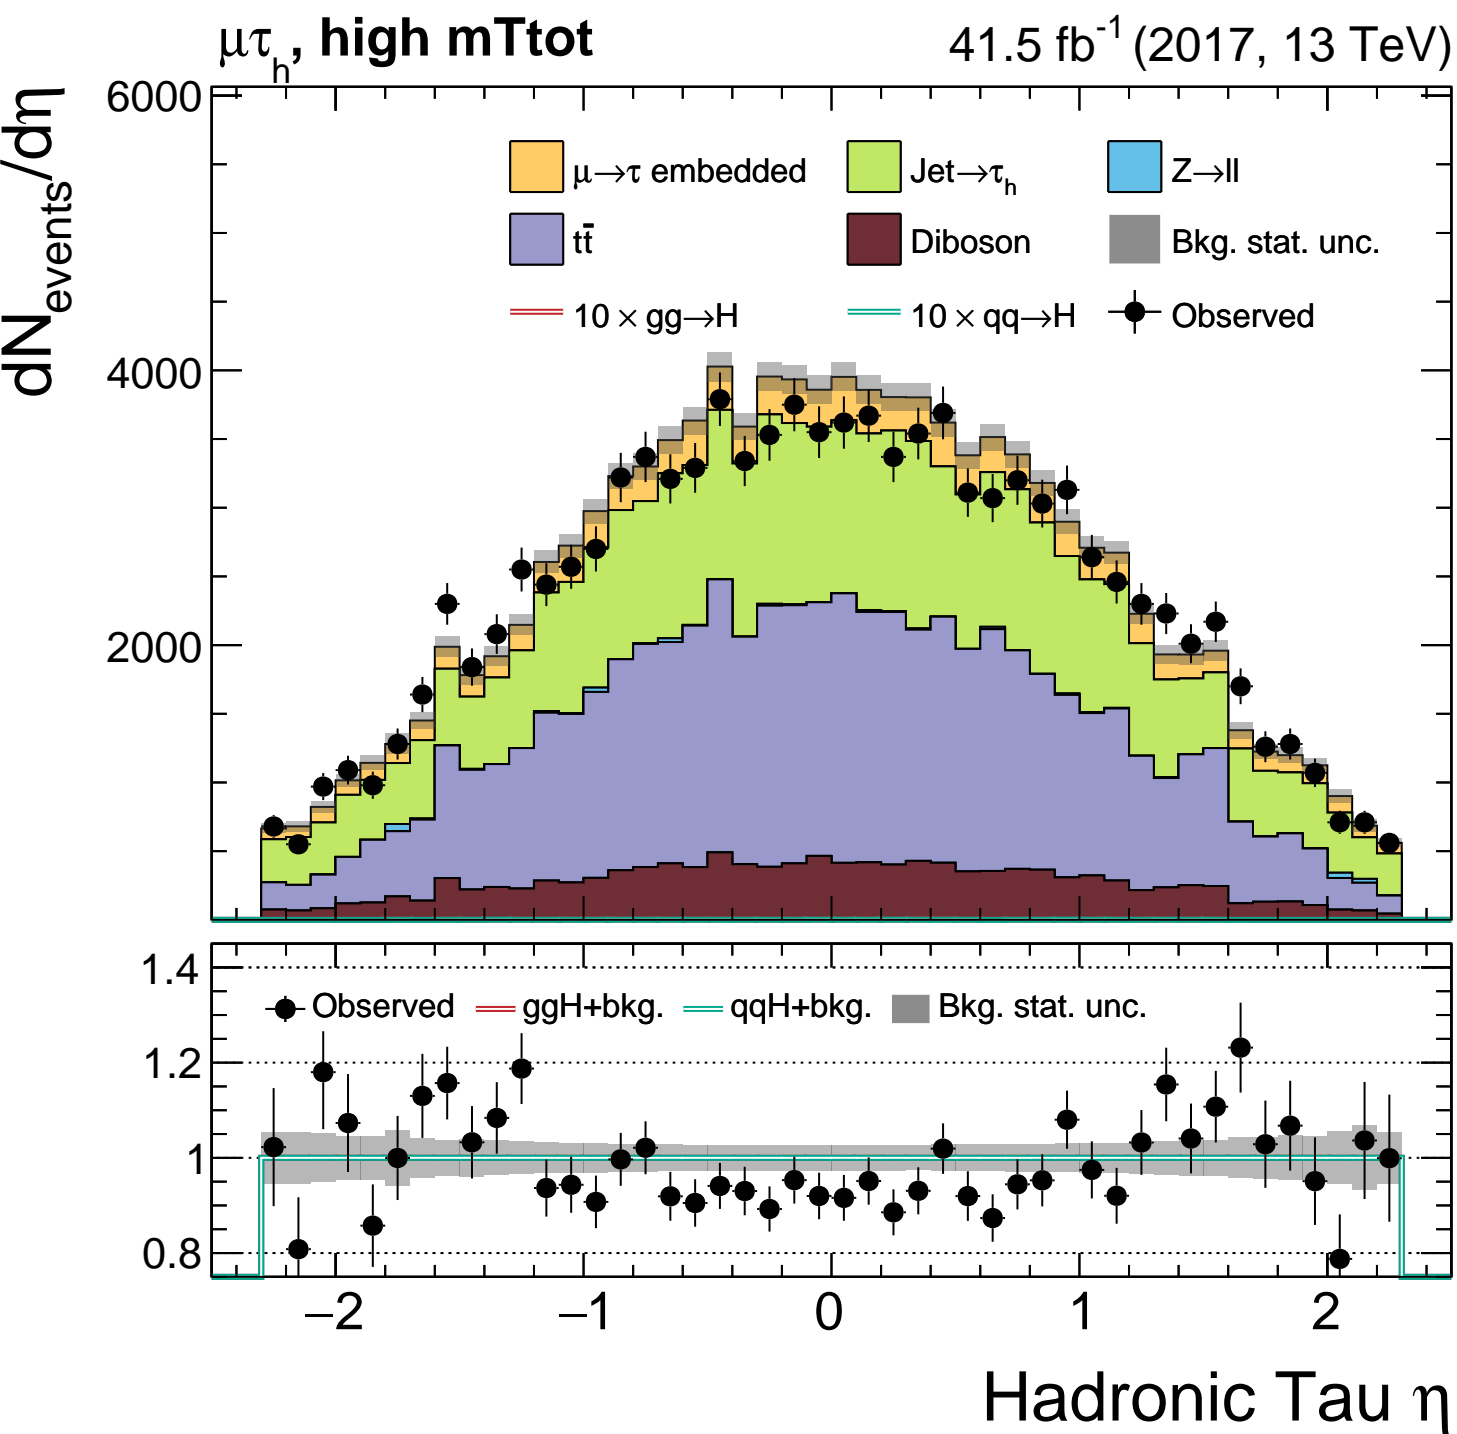 μτh, high mTtot 41.5 fb-1 (2017, 13 TeV)
dNevents/dη
6000
4000
2000
μ→τ embedded Jet→τh Z→ll
tt̄ Diboson Bkg. stat. unc.
10 × gg→H 10 × qq→H Observed
1.4
1.2
1
0.8
Observed ggH+bkg. qqH+bkg. Bkg. stat. unc.
−2 −1 0 1 2
Hadronic Tau η